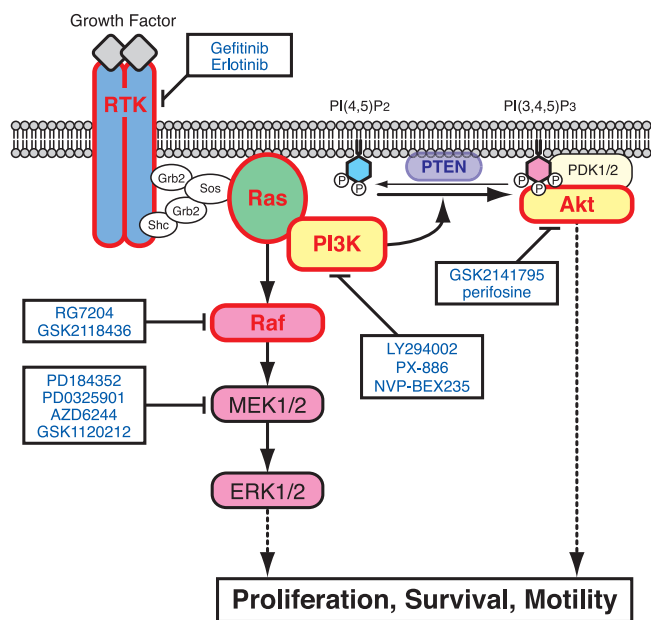 Growth Factor
Gefitinib
Erlotinib
RTK
PI(4,5)P2
PI(3,4,5)P3
Grb2
Sos
Grb2
Shc
Ras
PI3K
P
P
PTEN
P
P
P
PDK1/2
Akt
GSK2141795
perifosine
RG7204
GSK2118436
Raf
LY294002
PX-886
NVP-BEX235
PD184352
PD0325901
AZD6244
GSK1120212
MEK1/2
ERK1/2
Proliferation, Survival, Motility